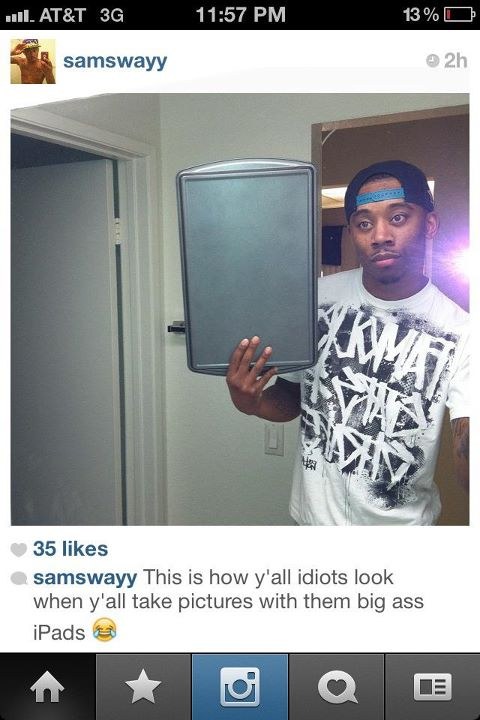 AT&T 3G 11:57 PM 13%
samswayy 2h
35 likes
samswayy This is how y'all idiots look
when y'all take pictures with them big ass
iPads 😂